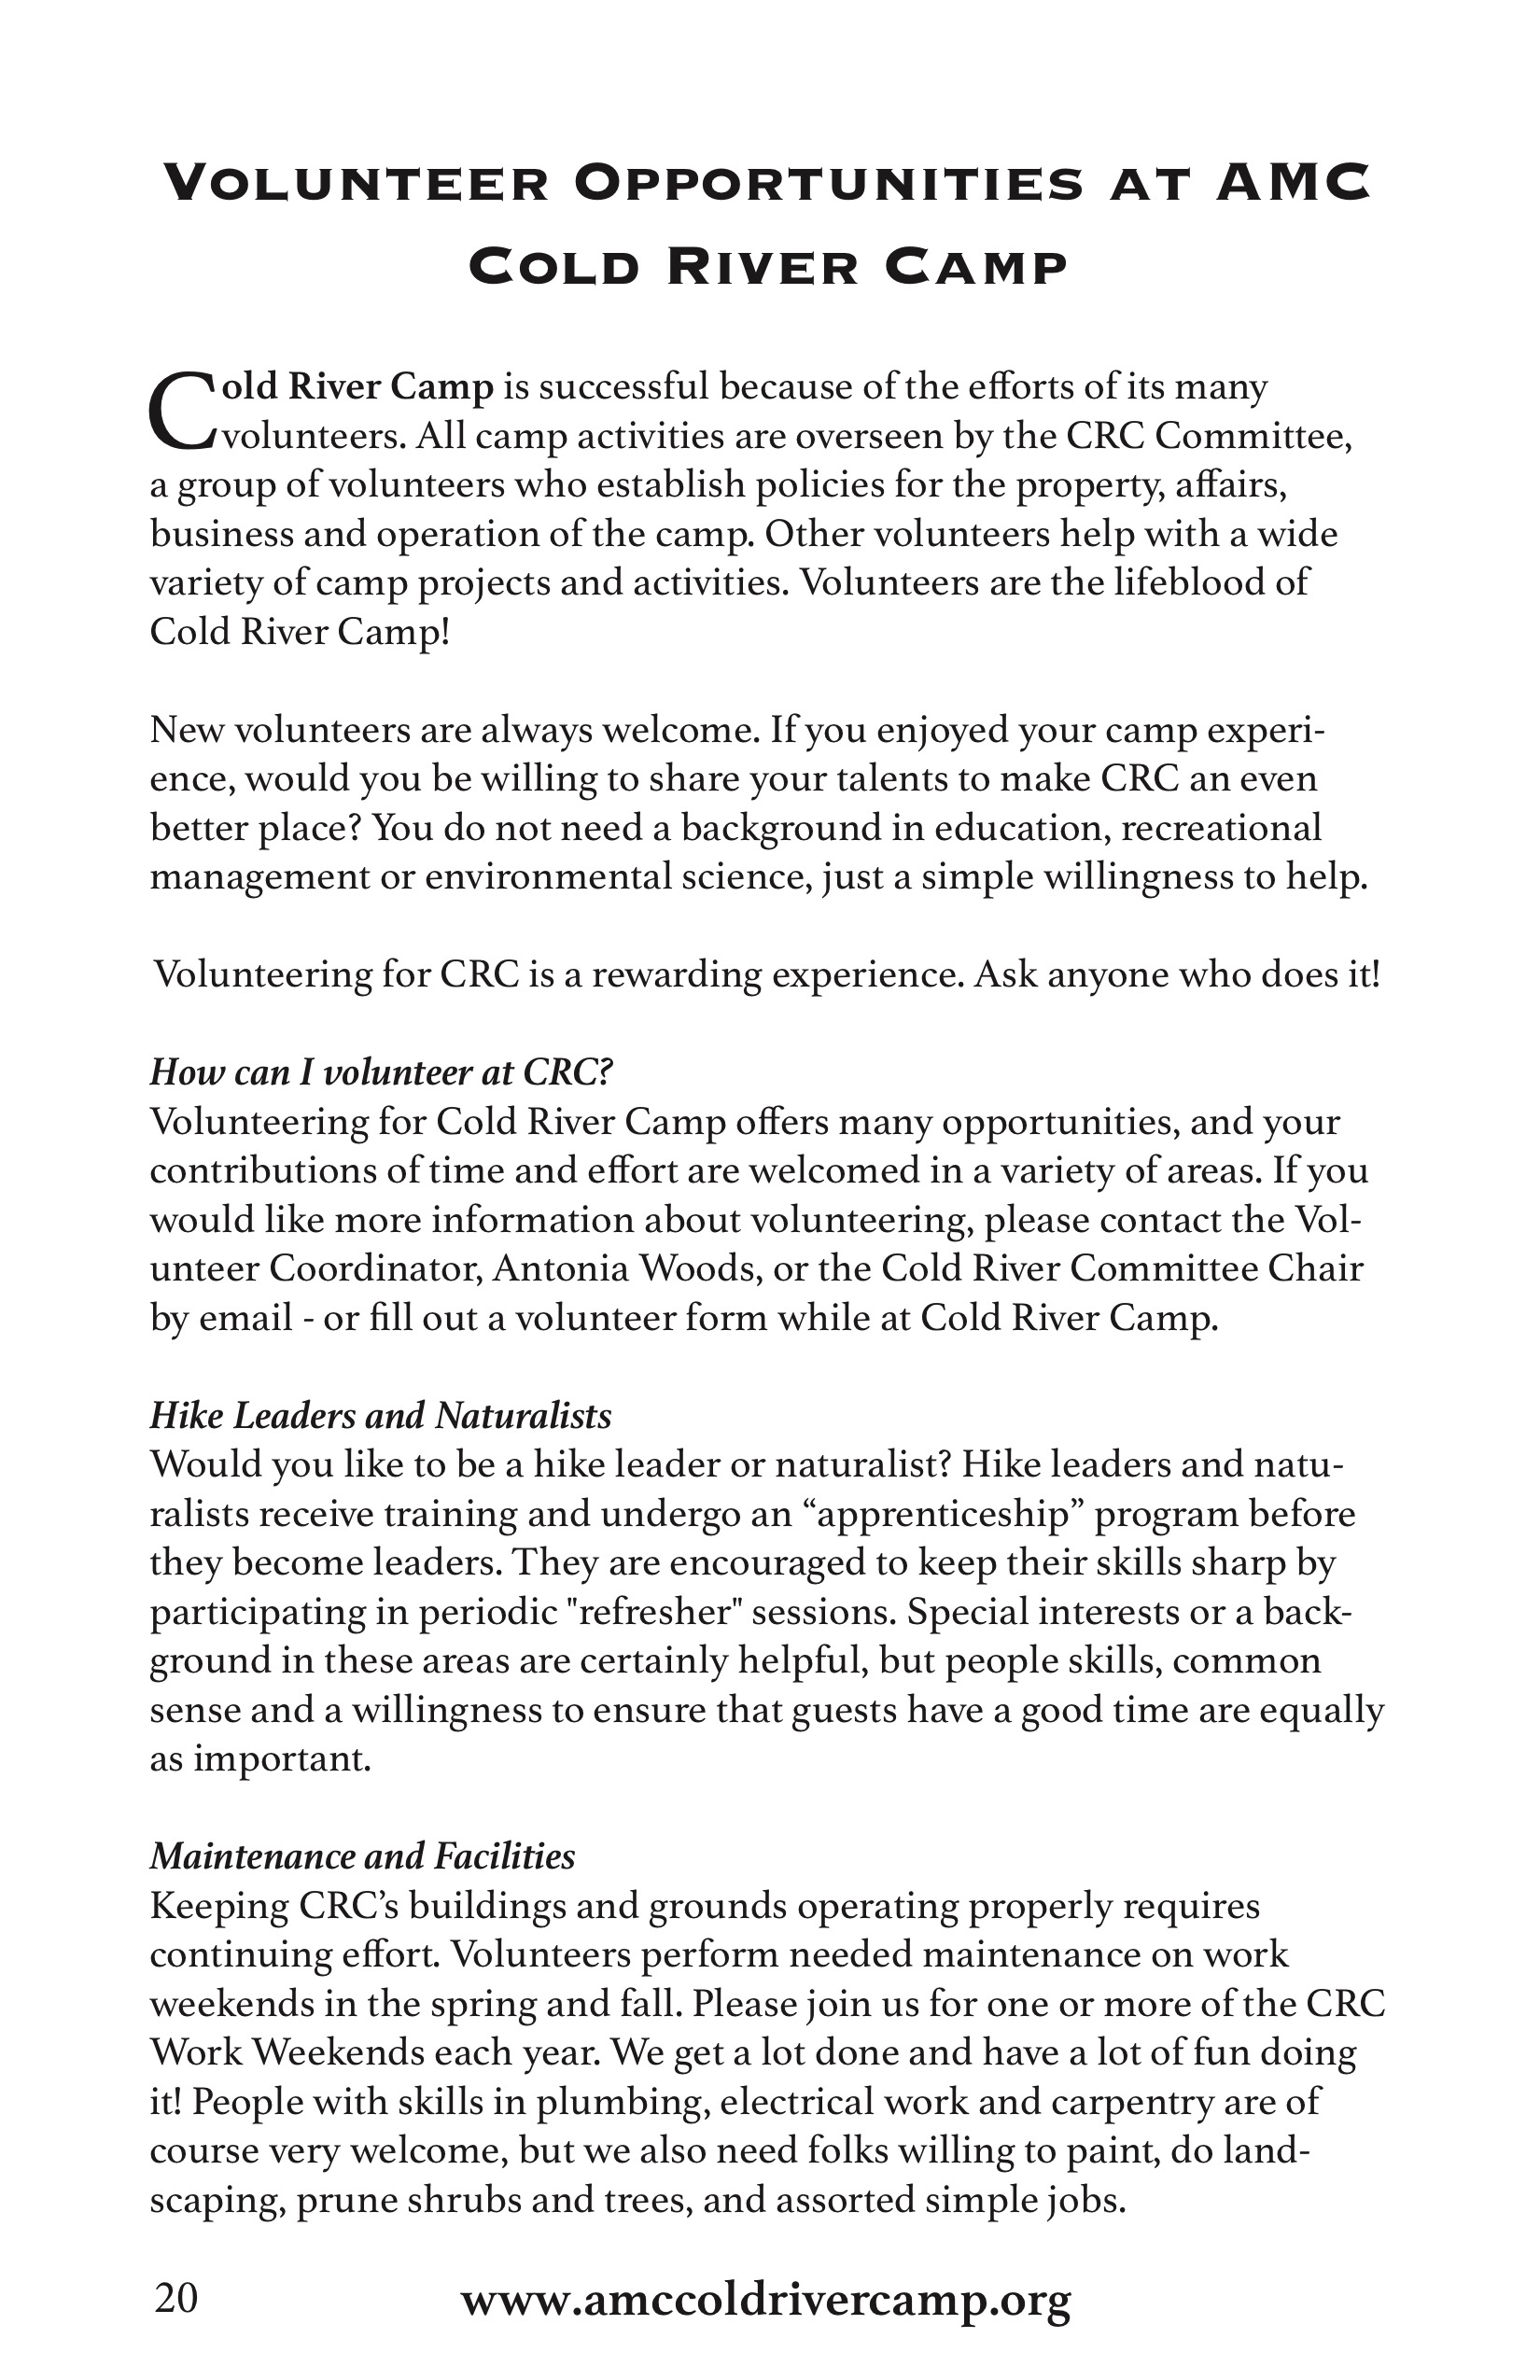 Volunteer Opportunities at AMC
Cold River Camp
Cold River Camp is successful because of the efforts of its many
volunteers. All camp activities are overseen by the CRC Committee,
a group of volunteers who establish policies for the property, affairs,
business and operation of the camp. Other volunteers help with a wide
variety of camp projects and activities. Volunteers are the lifeblood of
Cold River Camp!
New volunteers are always welcome. If you enjoyed your camp experi-
ence, would you be willing to share your talents to make CRC an even
better place? You do not need a background in education, recreational
management or environmental science, just a simple willingness to help.
Volunteering for CRC is a rewarding experience. Ask anyone who does it!
How can I volunteer at CRC?
Volunteering for Cold River Camp offers many opportunities, and your
contributions of time and effort are welcomed in a variety of areas. If you
would like more information about volunteering, please contact the Vol-
unteer Coordinator, Antonia Woods, or the Cold River Committee Chair
by email - or fill out a volunteer form while at Cold River Camp.
Hike Leaders and Naturalists
Would you like to be a hike leader or naturalist? Hike leaders and natu-
ralists receive training and undergo an “apprenticeship” program before
they become leaders. They are encouraged to keep their skills sharp by
participating in periodic "refresher" sessions. Special interests or a back-
ground in these areas are certainly helpful, but people skills, common
sense and a willingness to ensure that guests have a good time are equally
as important.
Maintenance and Facilities
Keeping CRC’s buildings and grounds operating properly requires
continuing effort. Volunteers perform needed maintenance on work
weekends in the spring and fall. Please join us for one or more of the CRC
Work Weekends each year. We get a lot done and have a lot of fun doing
it! People with skills in plumbing, electrical work and carpentry are of
course very welcome, but we also need folks willing to paint, do land-
scaping, prune shrubs and trees, and assorted simple jobs.
20 www.amccoldrivercamp.org